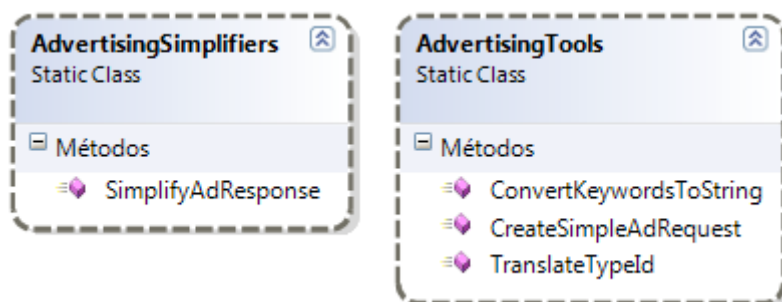 AdvertisingSimplifiers
Static Class
Métodos
SimplifyAdResponse
AdvertisingTools
Static Class
Métodos
ConvertKeywordsToString
CreateSimpleAdRequest
TranslateTypeId